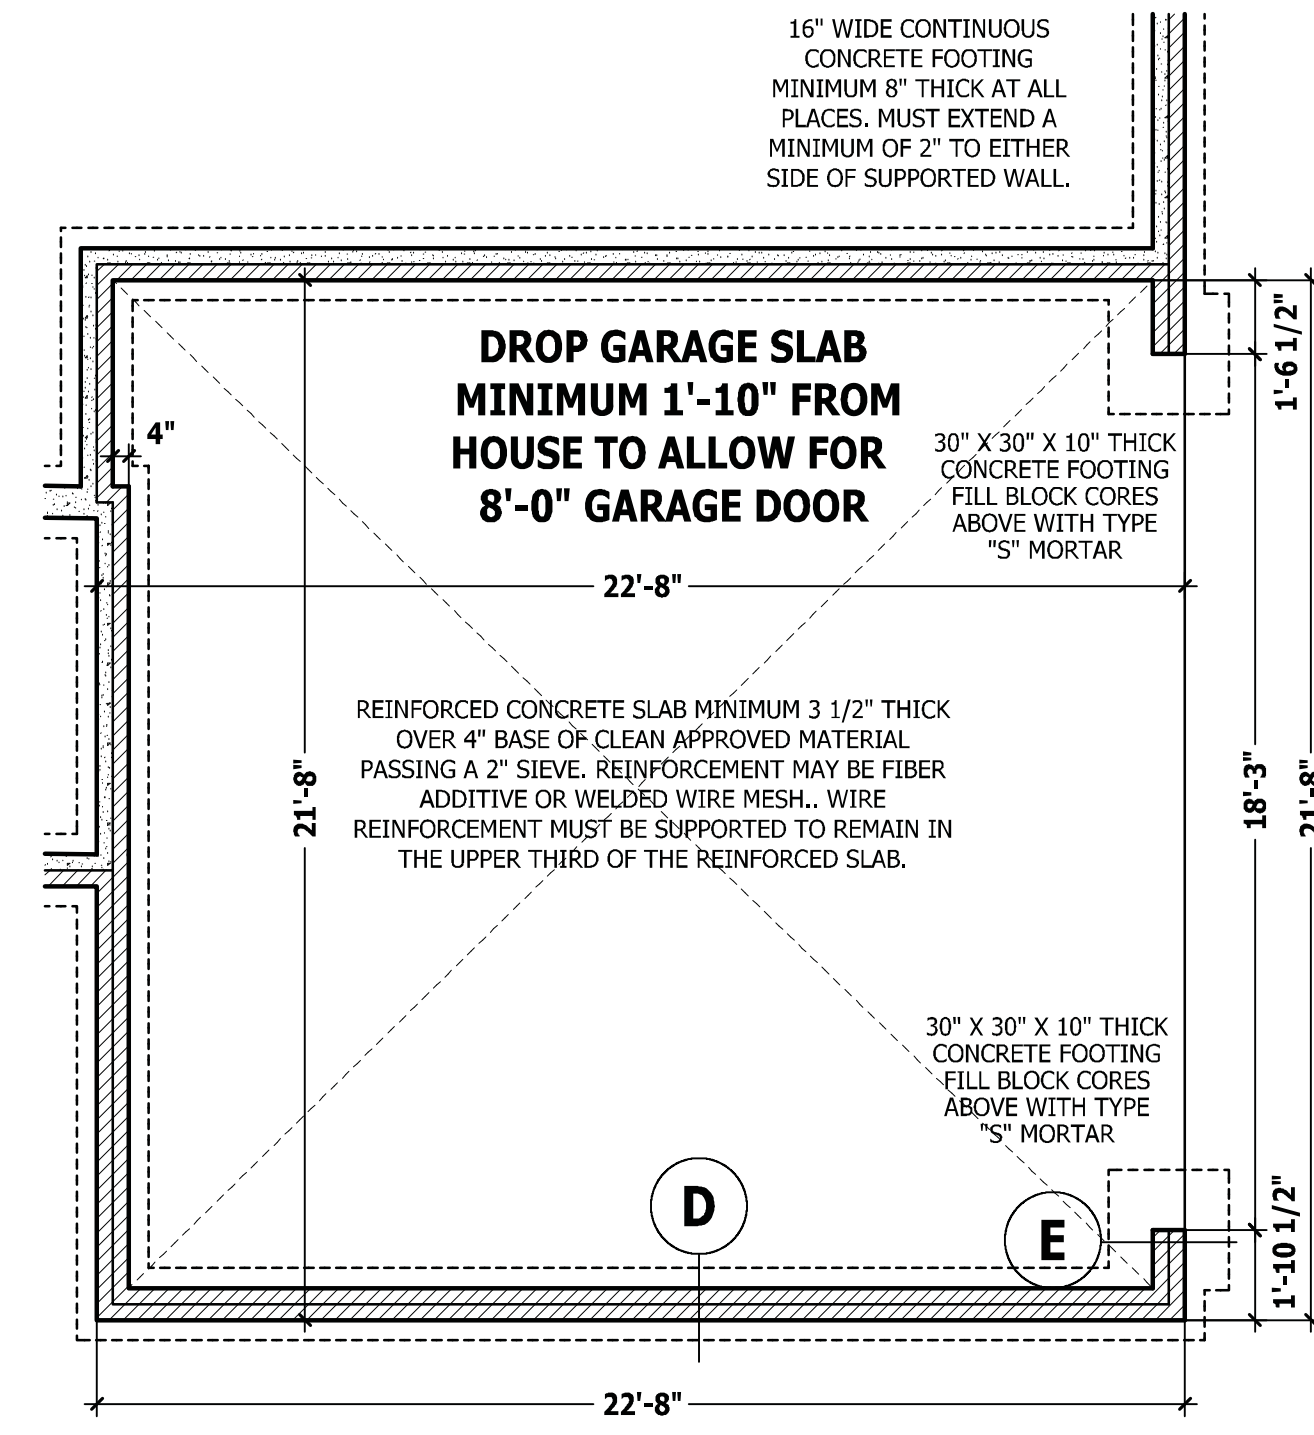 16" WIDE CONTINUOUS
CONCRETE FOOTING
MINIMUM 8" THICK AT ALL
PLACES. MUST EXTEND A
MINIMUM OF 2" TO EITHER
SIDE OF SUPPORTED WALL.
DROP GARAGE SLAB
MINIMUM 1'-10" FROM
HOUSE TO ALLOW FOR
8'-0" GARAGE DOOR
1'-6 1/2"
4"
30" X 30" X 10" THICK
CONCRETE FOOTING
FILL BLOCK CORES
ABOVE WITH TYPE
"S" MORTAR
22'-8"
REINFORCED CONCRETE SLAB MINIMUM 3 1/2" THICK
OVER 4" BASE OF CLEAN APPROVED MATERIAL
PASSING A 2" SIEVE. REINFORCEMENT MAY BE FIBER
ADDITIVE OR WELDED WIRE MESH.. WIRE
REINFORCEMENT MUST BE SUPPORTED TO REMAIN IN
THE UPPER THIRD OF THE REINFORCED SLAB.
21'-8"
18'-3"
21'-8"
30" X 30" X 10" THICK
CONCRETE FOOTING
FILL BLOCK CORES
ABOVE WITH TYPE
"S" MORTAR
D
E
1'-10 1/2"
22'-8"